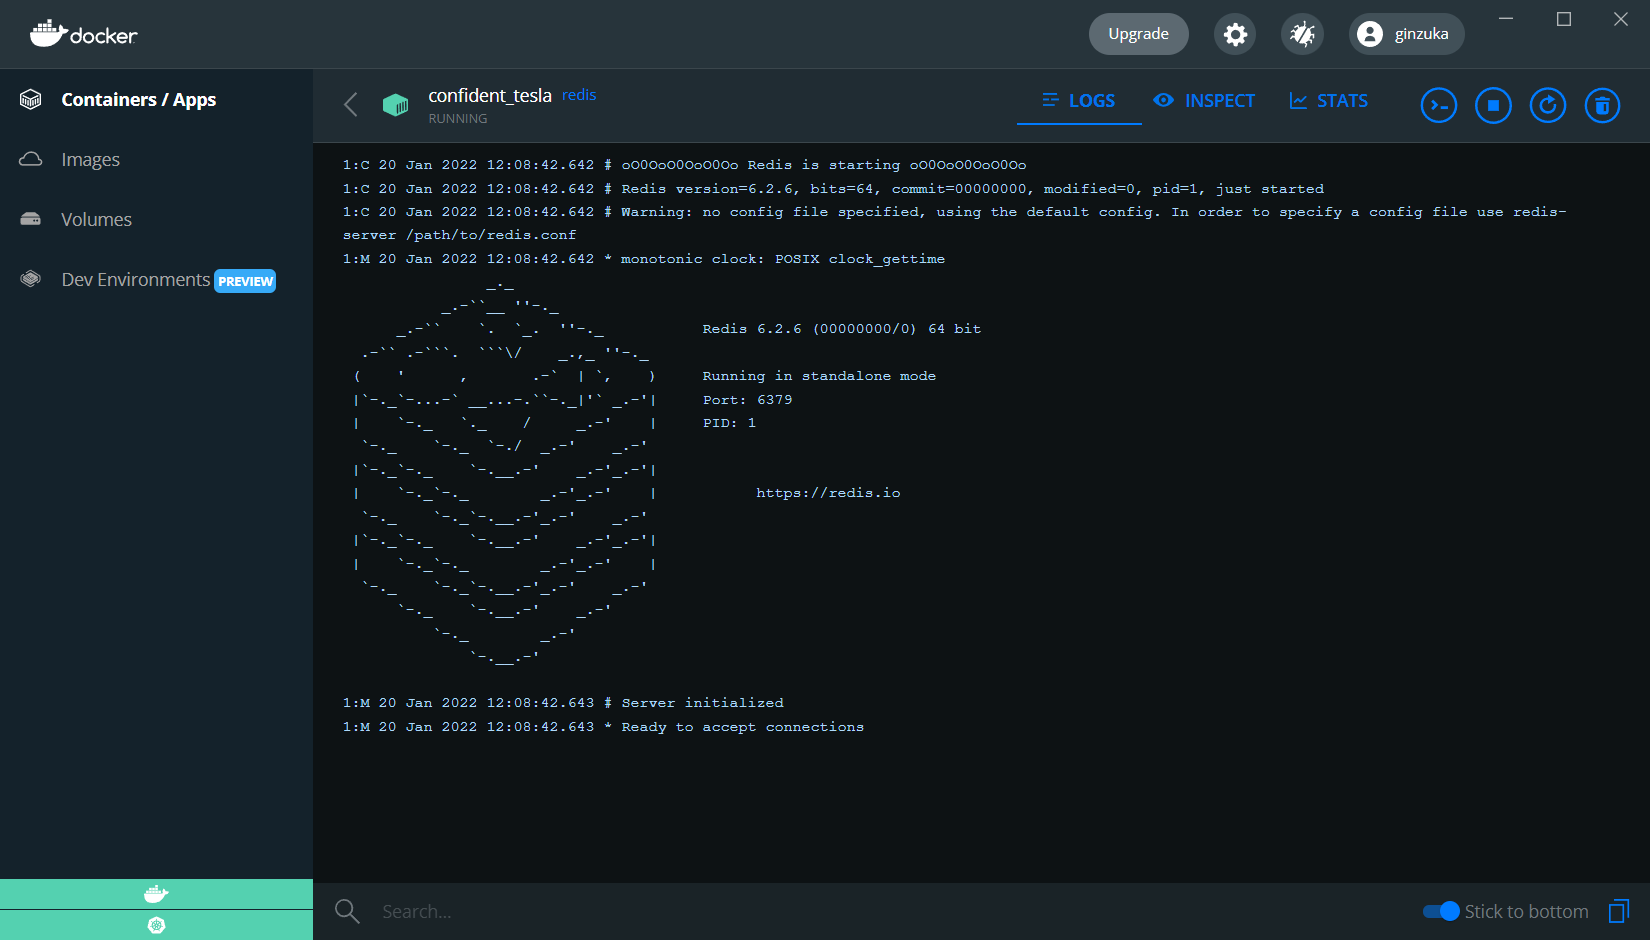 docker
Upgrade
ginzuka
Containers / Apps
Images
Volumes
Dev Environments PREVIEW
confident_tesla redis
RUNNING
LOGS
INSPECT
STATS
1:C 20 Jan 2022 12:08:42.642 # oO0OoO0OoO0Oo Redis is starting oO0OoO0OoO0Oo
1:C 20 Jan 2022 12:08:42.642 # Redis version=6.2.6, bits=64, commit=00000000, modified=0, pid=1, just started
1:C 20 Jan 2022 12:08:42.642 # Warning: no config file specified, using the default config. In order to specify a config file use redis-
server /path/to/redis.conf
1:M 20 Jan 2022 12:08:42.642 * monotonic clock: POSIX clock_gettime
Redis 6.2.6 (00000000/0) 64 bit
Running in standalone mode
Port: 6379
PID: 1
https://redis.io
1:M 20 Jan 2022 12:08:42.643 # Server initialized
1:M 20 Jan 2022 12:08:42.643 * Ready to accept connections
Search...
Stick to bottom